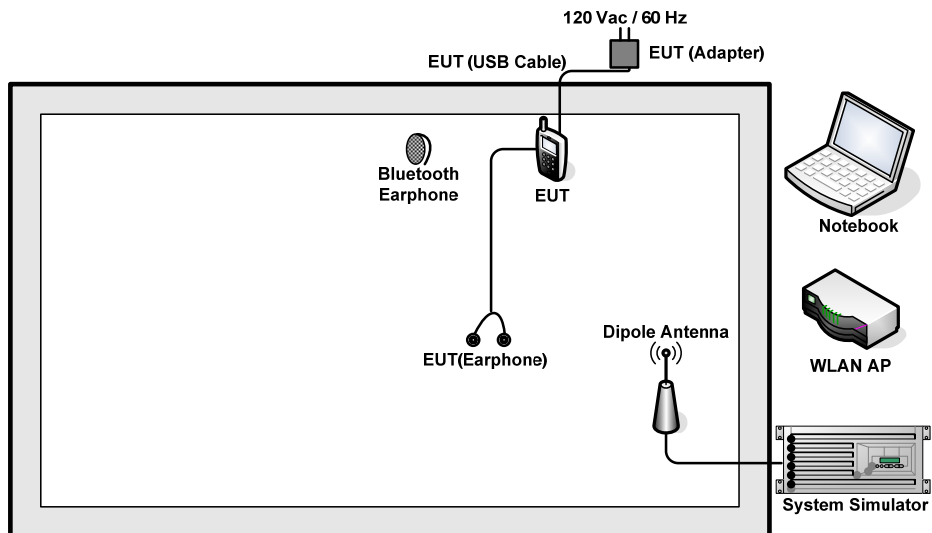 120 Vac / 60 Hz
EUT (Adapter)
EUT (USB Cable)
Bluetooth
Earphone
EUT
Notebook
EUT(Earphone)
Dipole Antenna
WLAN AP
System Simulator